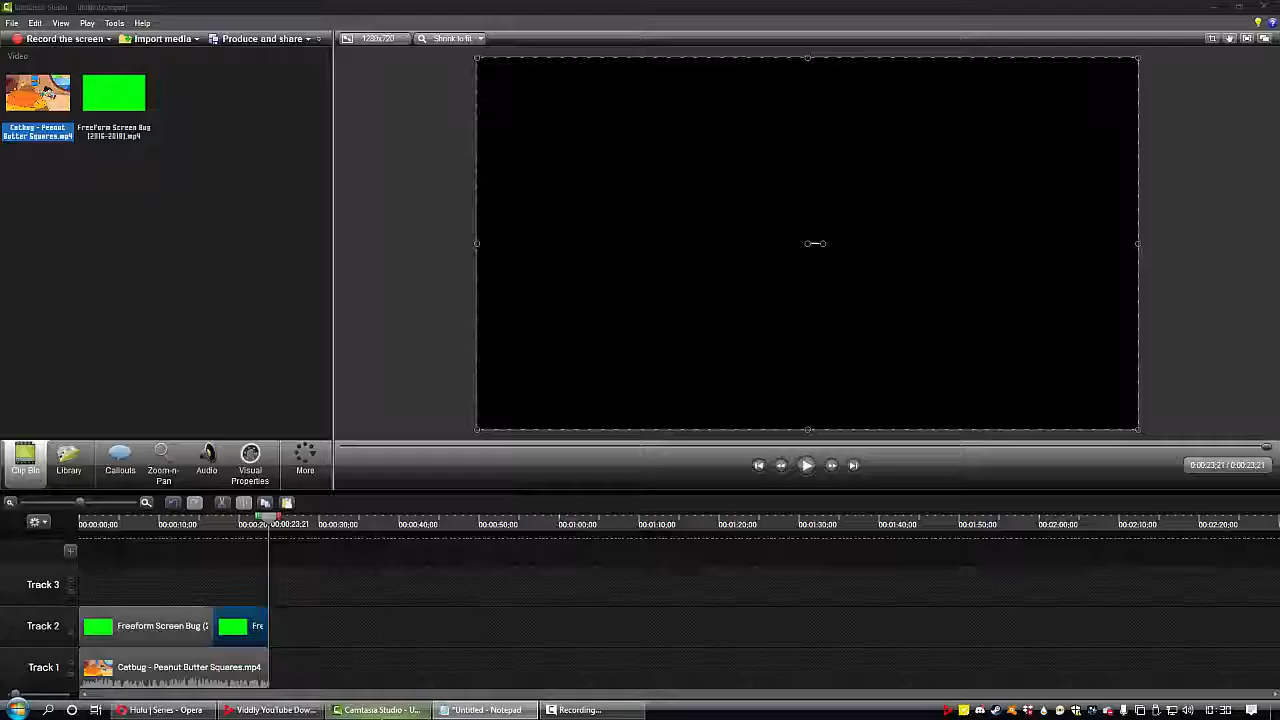 Camtasia Studio - Untitled.camproj
File Edit View Play Tools Help
Record the screen Import media Produce and share
1280x720 Shrink to fit
Video
Catbug - Peanut
Butter Squares.mp4
Freeform Screen Bug
(2016-2018).mp4
Clip Bin
Library
Callouts
Zoom-n-
Pan
Audio
Visual
Properties
More
0:00:23;21 / 0:00:23;21
00:00:00;00 00:00:10;00 00:00:20 00:00:23;21 00:00:30;00 00:00:40;00 00:00:50;00 00:01:00;00 00:01:10;00 00:01:20;00 00:01:30;00 00:01:40;00 00:01:50;00 00:02:00;00 00:02:10;00 00:02:20;00
Track 3
Track 2
Freeform Screen Bug (2
Fre
Track 1
Catbug - Peanut Butter Squares.mp4
Hulu | Series - Opera
Viddly YouTube Dow...
Camtasia Studio - U...
*Untitled - Notepad
Recording...
10:30